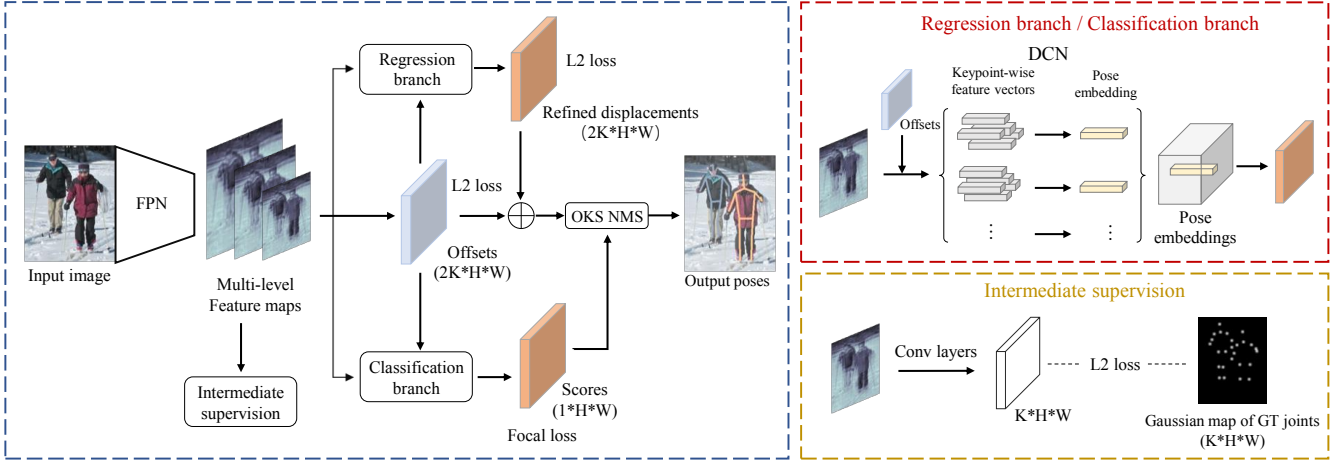 Regression
branch
L2 loss
Refined displacements
(2K*H*W)
FPN
Input image
Multi-level
Feature maps
L2 loss
Offsets
(2K*H*W)
OKS NMS
Output poses
Intermediate
supervision
Classification
branch
Scores
(1*H*W)
Focal loss
Regression branch / Classification branch
DCN
Keypoint-wise
feature vectors
Pose
embedding
Offsets
⋮
⋮
Pose
embeddings
Intermediate supervision
Conv layers
K*H*W
L2 loss
Gaussian map of GT joints
(K*H*W)